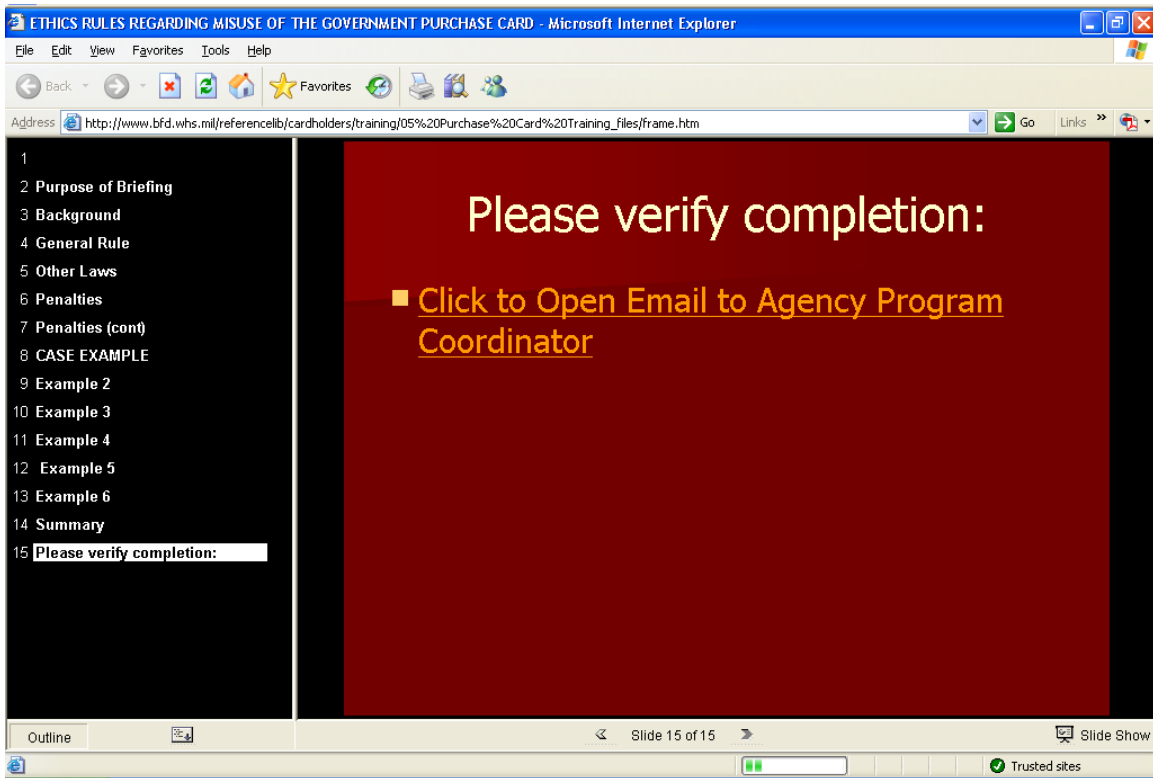 ETHICS RULES REGARDING MISUSE OF THE GOVERNMENT PURCHASE CARD - Microsoft Internet Explorer
File Edit View Favorites Tools Help
Back Favorites
Address http://www.bfd.whs.mil/referencelib/cardholders/training/05%20Purchase%20Card%20Training_files/frame.htm Go Links »
1
2 Purpose of Briefing
3 Background
4 General Rule
5 Other Laws
6 Penalties
7 Penalties (cont)
8 CASE EXAMPLE
9 Example 2
10 Example 3
11 Example 4
12 Example 5
13 Example 6
14 Summary
15 Please verify completion:
Please verify completion:
Click to Open Email to Agency Program
Coordinator
Outline Slide 15 of 15 Slide Show
Trusted sites